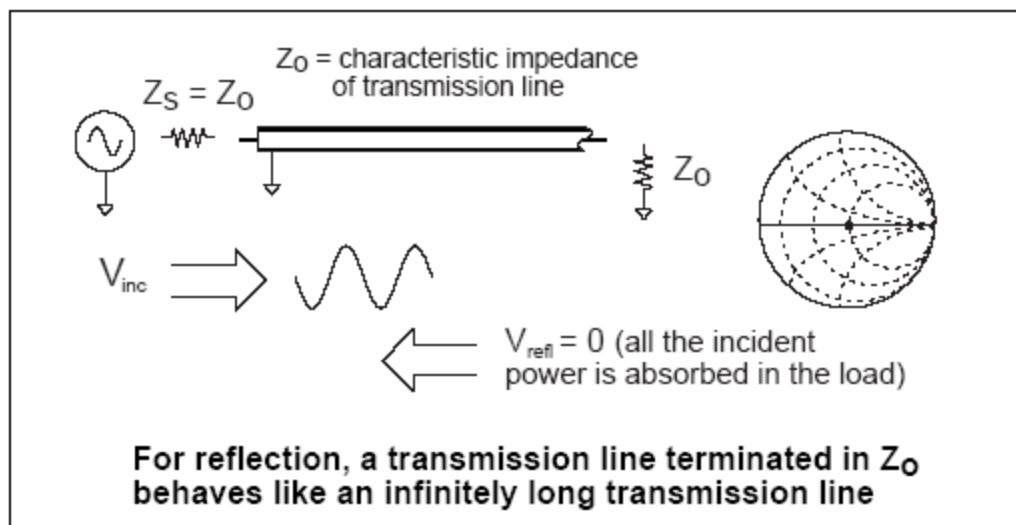 Zo = characteristic impedance
of transmission line
Zs = Zo
Zo
Vinc
Vrefl = 0 (all the incident
power is absorbed in the load)
For reflection, a transmission line terminated in Zo
behaves like an infinitely long transmission line